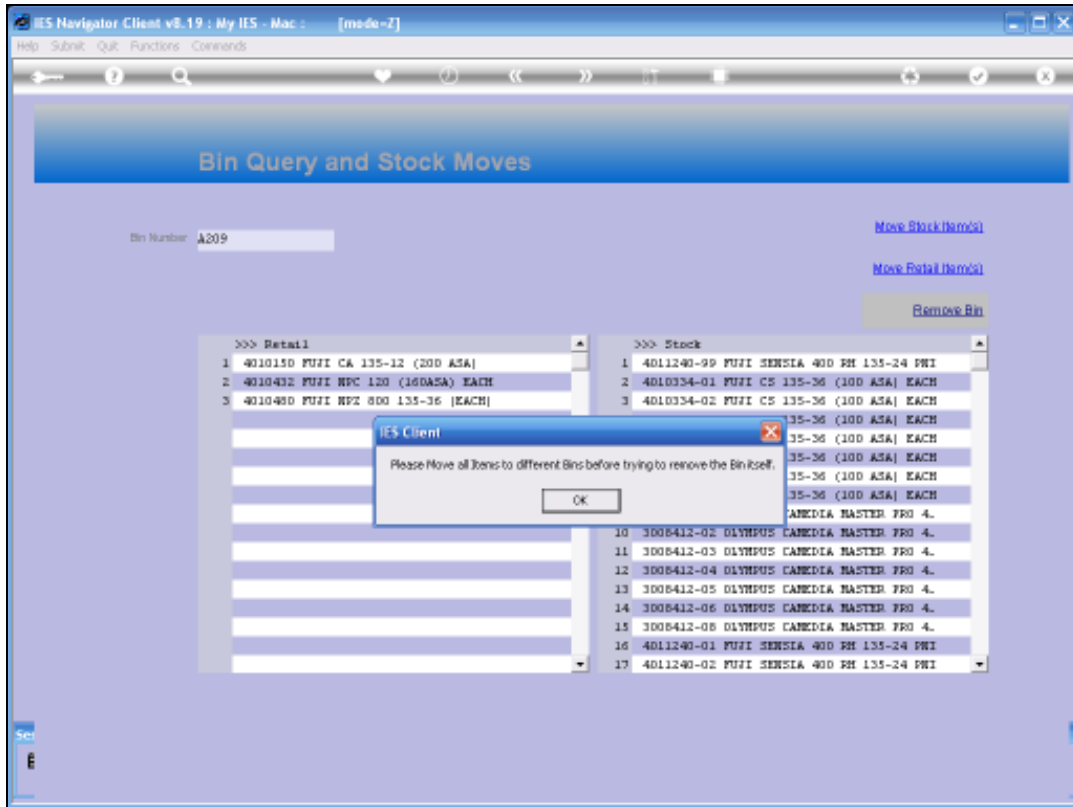 IES Navigator Client v8.19 : My IES - Mac : [mode=Z]
Help Submit Quit Functions Commands
Bin Query and Stock Moves
Bin Number A209
Move Stock Item(s)
Move Retail Item(s)
Remove Bin
>>> Retail
1 4010150 FUJI CA 135-12 (200 ASA|
2 4010432 FUJI NPC 120 (160ASA) EACH
3 4010480 FUJI NPZ 800 135-36 |EACH|
>>> Stock
1 4011240-99 FUJI SENSIA 400 RH 135-24 PNI
2 4010334-01 FUJI CS 135-36 (100 ASA| EACH
3 4010334-02 FUJI CS 135-36 (100 ASA| EACH
35-36 (100 ASA| EACH
35-36 (100 ASA| EACH
35-36 (100 ASA| EACH
35-36 (100 ASA| EACH
35-36 (100 ASA| EACH
CAMEDIA MASTER PRO 4.
10 3008412-02 OLYMPUS CAMEDIA MASTER PRO 4.
11 3008412-03 OLYMPUS CAMEDIA MASTER PRO 4.
12 3008412-04 OLYMPUS CAMEDIA MASTER PRO 4.
13 3008412-05 OLYMPUS CAMEDIA MASTER PRO 4.
14 3008412-06 OLYMPUS CAMEDIA MASTER PRO 4.
15 3008412-08 OLYMPUS CAMEDIA MASTER PRO 4.
16 4011240-01 FUJI SENSIA 400 RH 135-24 PNI
17 4011240-02 FUJI SENSIA 400 RH 135-24 PNI
IES Client
Please Move all Items to different Bins before trying to remove the Bin itself.
OK